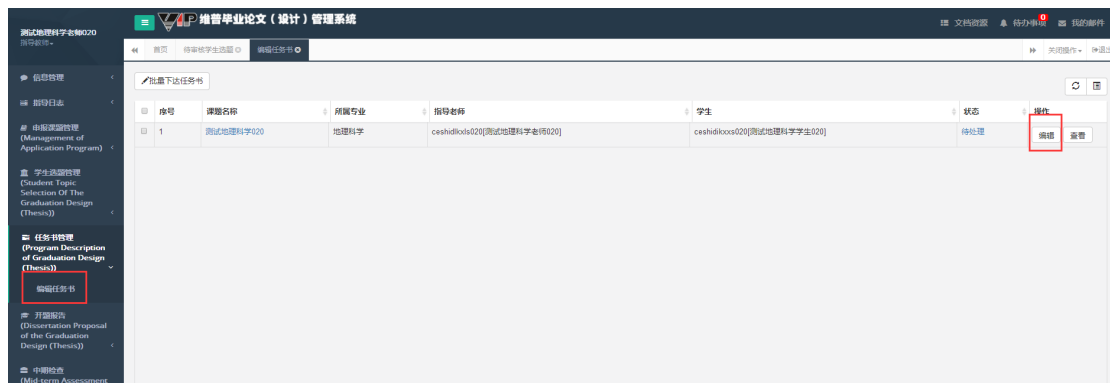 测试地理科学老师020
指导教师
VIP 维普毕业论文（设计）管理系统
文档资源 待办事项 0 我的邮件
首页 待审核学生选题 编辑任务书
关闭操作 退出
信息管理
指导日志
申报课题管理
(Management of
Application Program)
学生选题管理
(Student Topic
Selection Of The
Graduation Design
(Thesis))
任务书管理
(Program Description
of Graduation Design
(Thesis))
编辑任务书
开题报告
(Dissertation Proposal
of the Graduation
Design (Thesis))
中期检查
(Mid-term Assessment
批量下达任务书
序号 课题名称 所属专业 指导老师 学生 状态 操作
1 测试地理科学020 地理科学 ceshidlkxls020[测试地理科学老师020] ceshidikxxs020[测试地理科学学生020] 待处理 编辑 查看